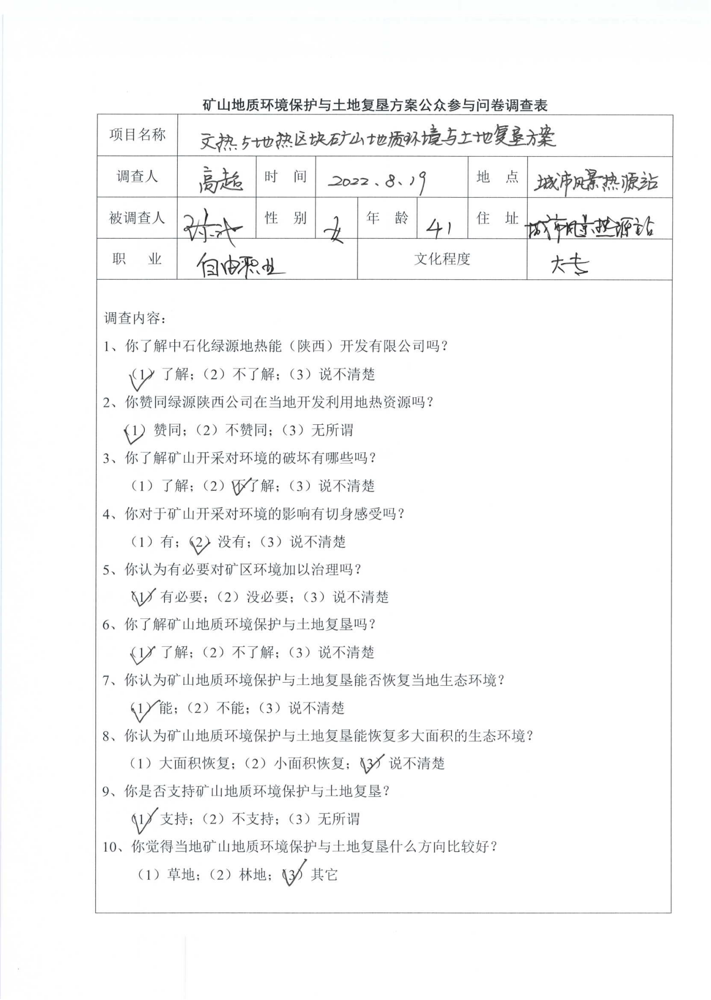 矿山地质环境保护与土地复垦方案公众参与问卷调查表
项目名称 文热5地热区块矿山地质环境与土地复垦方案
调查人 高超 时 间 2022、8、19 地 点 城市风景热源站
被调查人 性 别 女 年 龄 41 住 址 城市风景热源站
职 业 自由职业 文化程度 大专
调查内容：
1、你了解中石化绿源地热能（陕西）开发有限公司吗？
（1）了解；（2）不了解；（3）说不清楚
2、你赞同绿源陕西公司在当地开发利用地热资源吗？
（1）赞同；（2）不赞同；（3）无所谓
3、你了解矿山开采对环境的破坏有哪些吗？
（1）了解；（2）不了解；（3）说不清楚
4、你对于矿山开采对环境的影响有切身感受吗？
（1）有；（2）没有；（3）说不清楚
5、你认为有必要对矿区环境加以治理吗？
（1）有必要；（2）没必要；（3）说不清楚
6、你了解矿山地质环境保护与土地复垦吗？
（1）了解；（2）不了解；（3）说不清楚
7、你认为矿山地质环境保护与土地复垦能否恢复当地生态环境？
（1）能；（2）不能；（3）说不清楚
8、你认为矿山地质环境保护与土地复垦能恢复多大面积的生态环境？
（1）大面积恢复；（2）小面积恢复；（3）说不清楚
9、你是否支持矿山地质环境保护与土地复垦？
（1）支持；（2）不支持；（3）无所谓
10、你觉得当地矿山地质环境保护与土地复垦什么方向比较好？
（1）草地；（2）林地；（3）其它